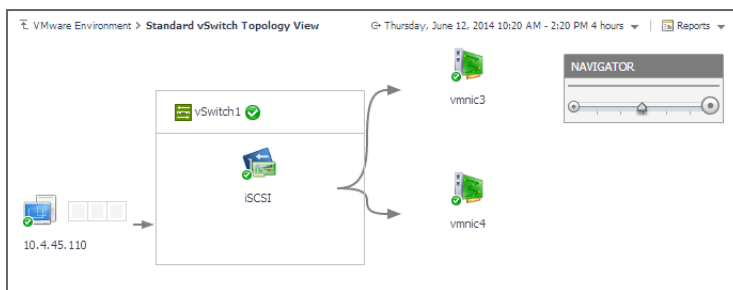 VMware Environment > Standard vSwitch Topology View
Thursday, June 12, 2014 10:20 AM - 2:20 PM 4 hours
Reports
NAVIGATOR
vmnic3
vSwitch1
iSCSI
vmnic4
10.4.45.110